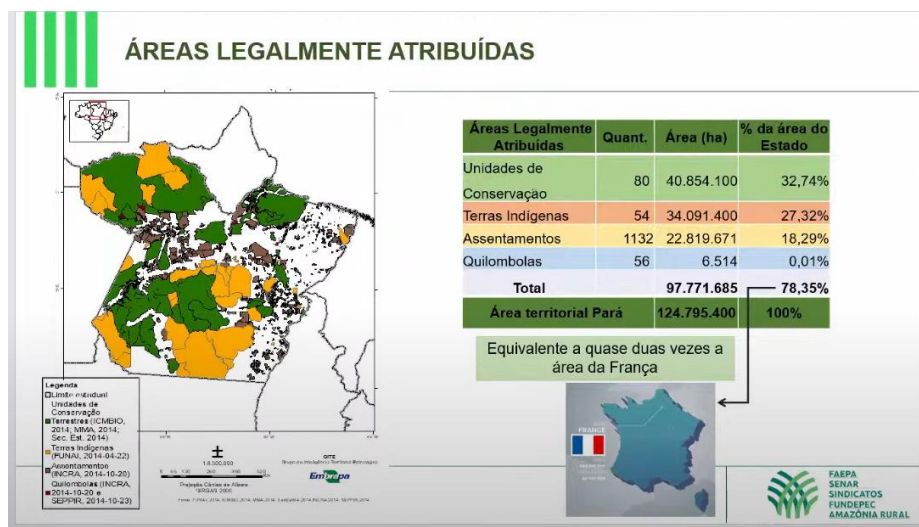 ÁREAS LEGALMENTE ATRIBUÍDAS
Áreas Legalmente Atribuídas Quant. Área (ha) % da área do Estado
Unidades de Conservação 80 40.854.100 32,74%
Terras Indígenas 54 34.091.400 27,32%
Assentamentos 1132 22.819.671 18,29%
Quilombolas 56 6.514 0,01%
Total 97.771.685 78,35%
Área territorial Pará 124.795.400 100%
Equivalente a quase duas vezes a
área da França
FRANCE
Legenda
Limite estadual
Unidades de
Conservação
Terrestres (ICMBIO,
2014; MMA, 2014;
Sec. Est. 2014)
Terras Indígenas
(FUNAI, 2014-04-22)
Assentamentos
(INCRA, 2014-10-20)
Quilombolas (INCRA,
2014-10-20 e
SEPPIR, 2014-10-23)
GITE
Embrapa
FAEPA
SENAR
SINDICATOS
FUNDEPEC
AMAZÔNIA RURAL